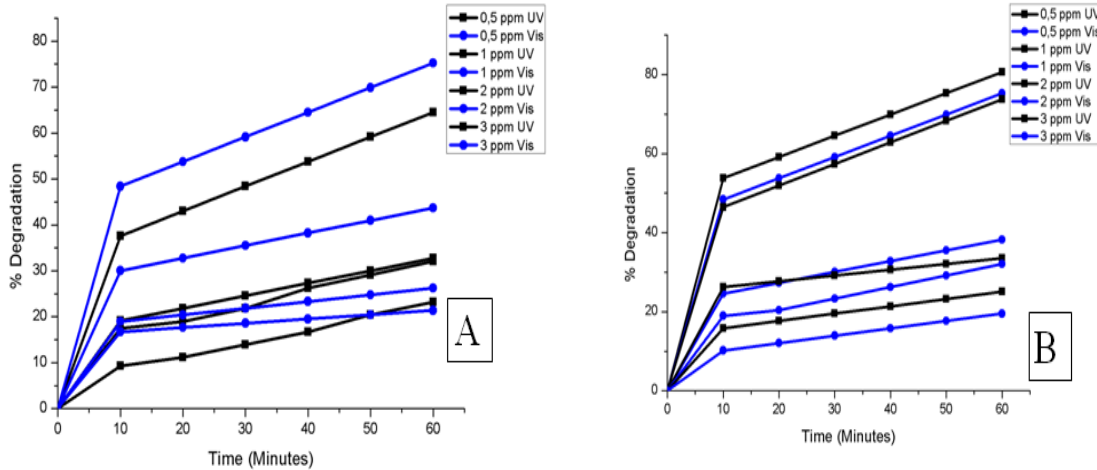 0,5 ppm UV
0,5 ppm Vis
1 ppm UV
1 ppm Vis
2 ppm UV
2 ppm Vis
3 ppm UV
3 ppm Vis
80
70
60
50
40
30
20
10
0
% Degradation
0 10 20 30 40 50 60
Time (Minutes)
A
0,5 ppm UV
0,5 ppm Vis
1 ppm UV
1 ppm Vis
2 ppm UV
2 ppm Vis
3 ppm UV
3 ppm Vis
80
60
40
20
0
% Degradation
0 10 20 30 40 50 60
Time (Minutes)
B